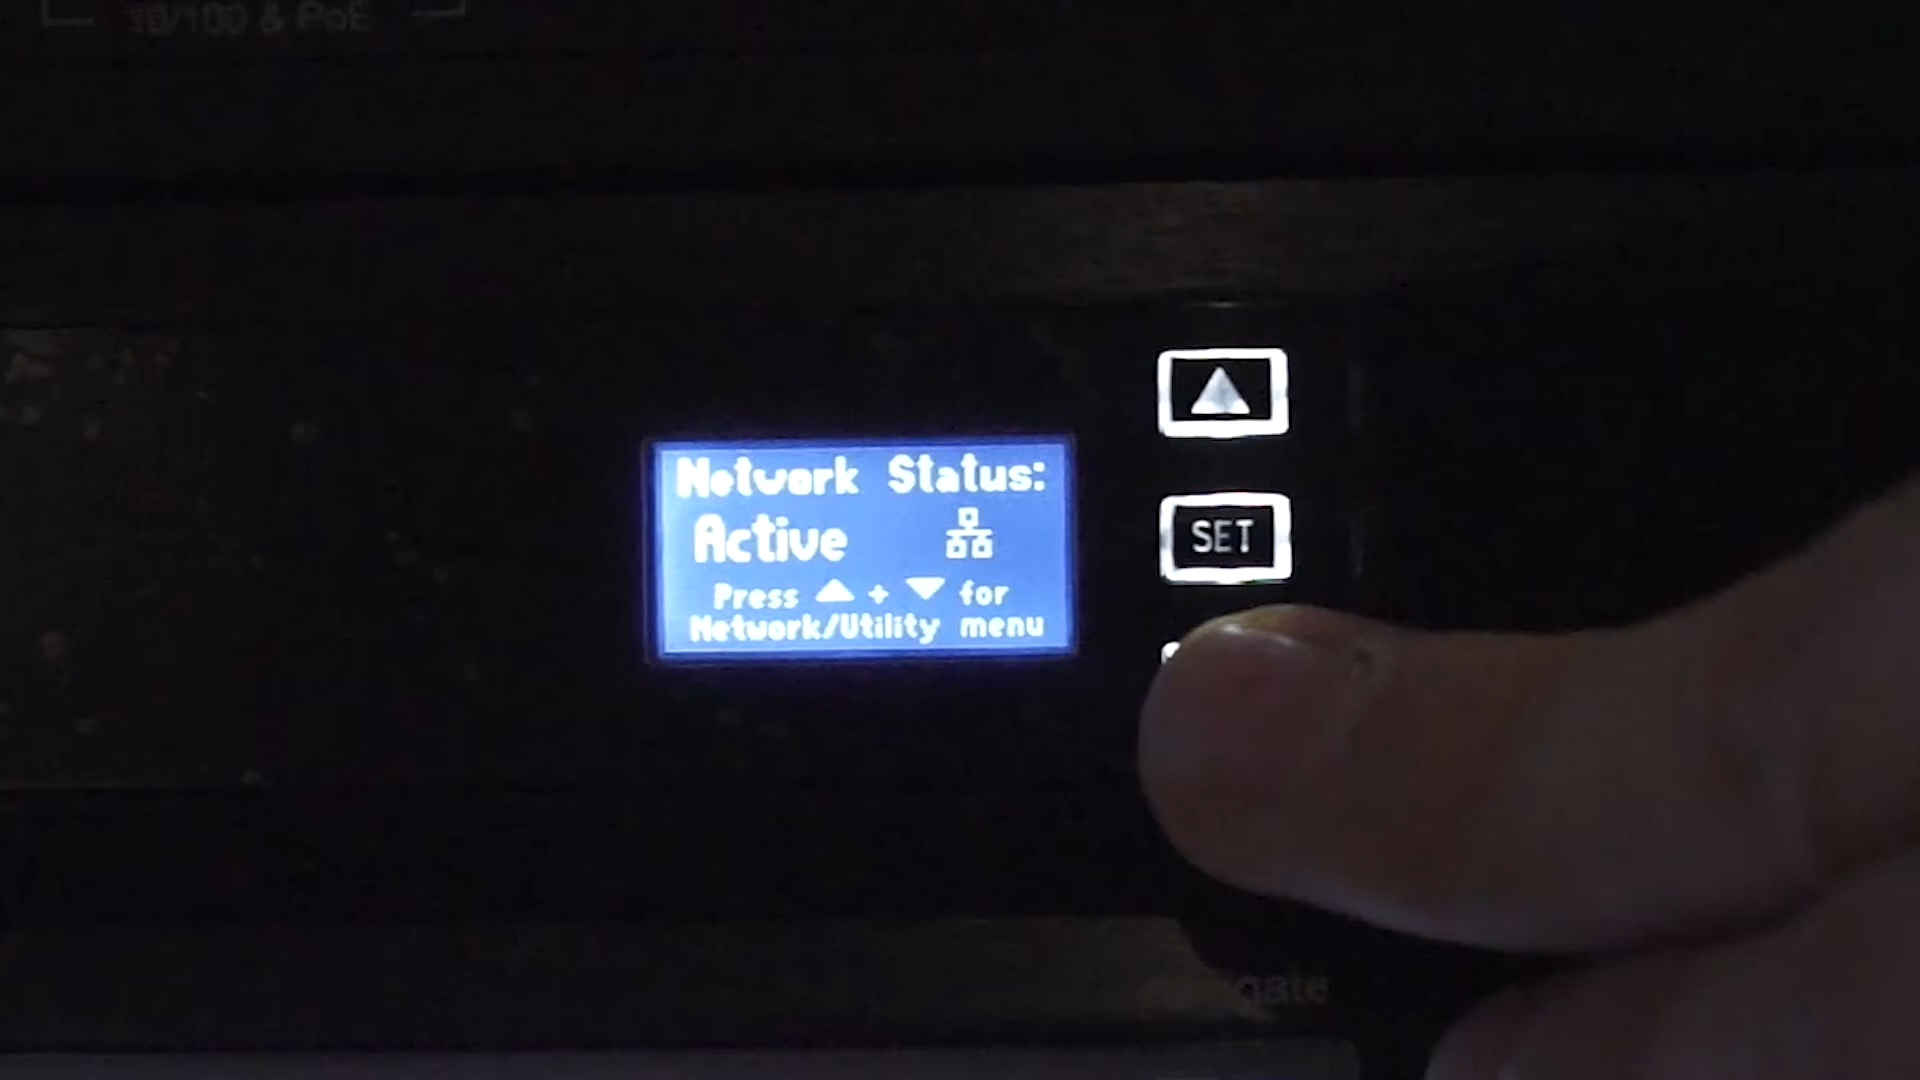 10/100 & PoE
Network Status:
Active
Press ▲ + ▼ for
Network/Utility menu
▲
SET